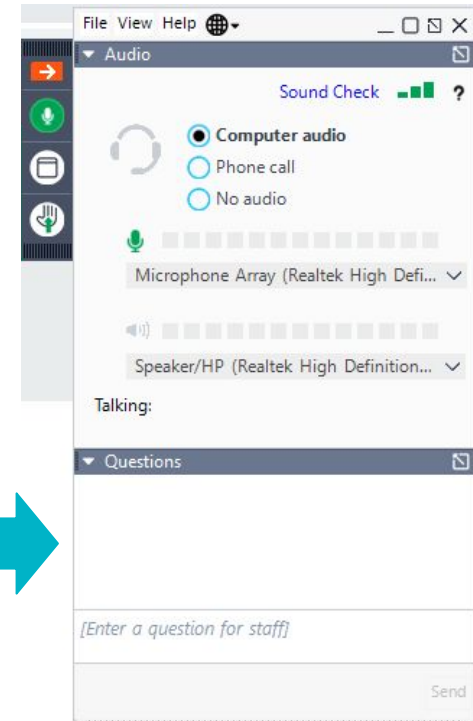 File View Help
Audio
Sound Check ?
Computer audio
Phone call
No audio
Microphone Array (Realtek High Defi...
Speaker/HP (Realtek High Definition...
Talking:
Questions
[Enter a question for staff]
Send